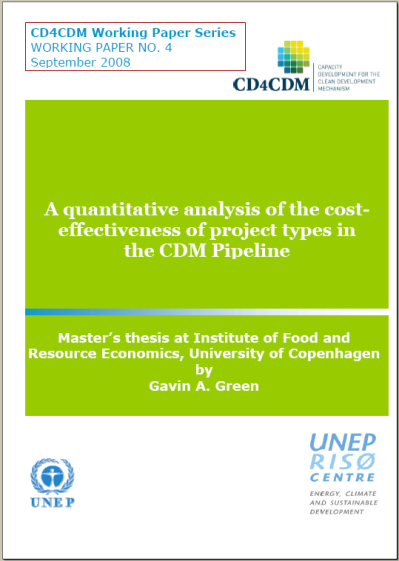 CD4CDM Working Paper Series
WORKING PAPER NO. 4
September 2008
CD4CDM
CAPACITY
DEVELOPMENT FOR THE
CLEAN DEVELOPMENT
MECHANISM
A quantitative analysis of the cost-
effectiveness of project types in
the CDM Pipeline
Master's thesis at Institute of Food and
Resource Economics, University of Copenhagen
by
Gavin A. Green
UNEP
UNEP
RISØ
CENTRE
ENERGY, CLIMATE
AND SUSTAINABLE
DEVELOPMENT